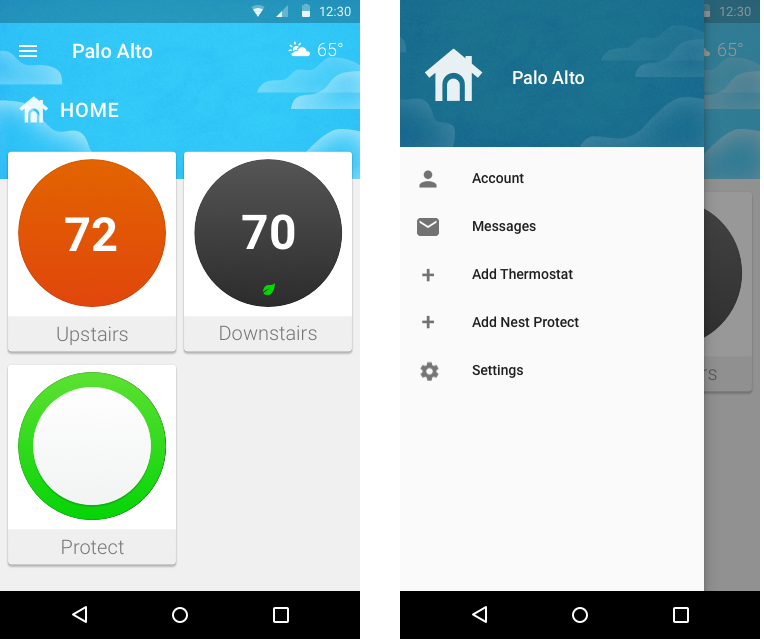 12:30
Palo Alto
65°
HOME
72
70
Upstairs
Downstairs
Protect
12:30
65°
Palo Alto
Account
Messages
Add Thermostat
Add Nest Protect
Settings
rs